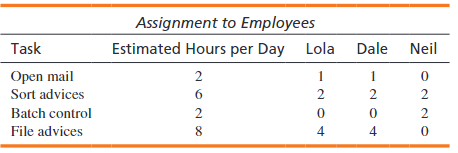 Assignment to Employees
Task Estimated Hours per Day Lola Dale Neil
Open mail 2 1 1 0
Sort advices 6 2 2 2
Batch control 2 0 0 2
File advices 8 4 4 0